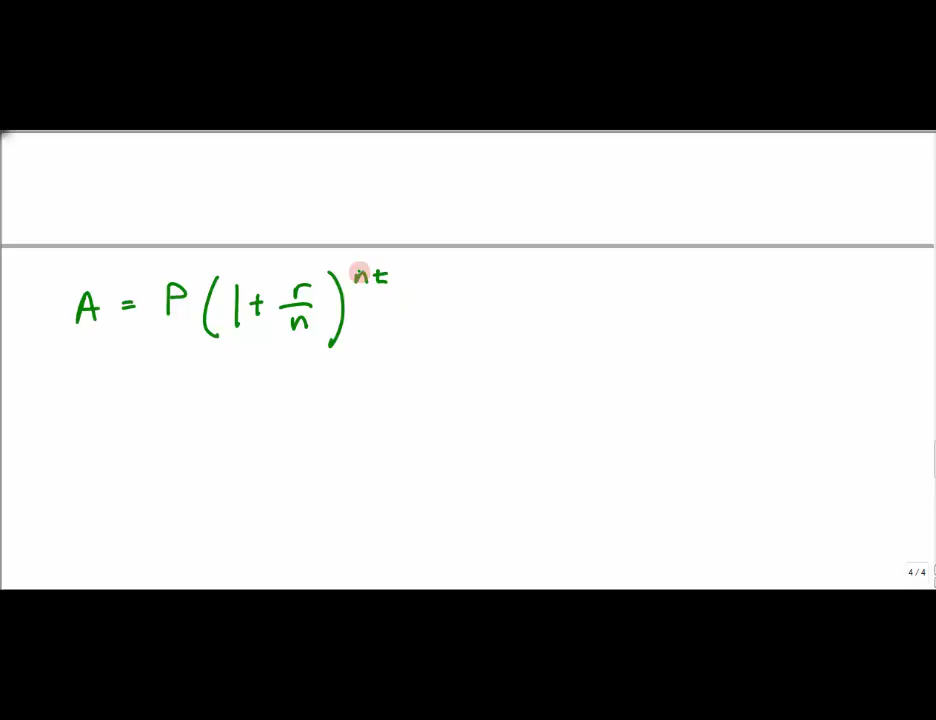 A = P(1 + r/n)^nt
4 / 4